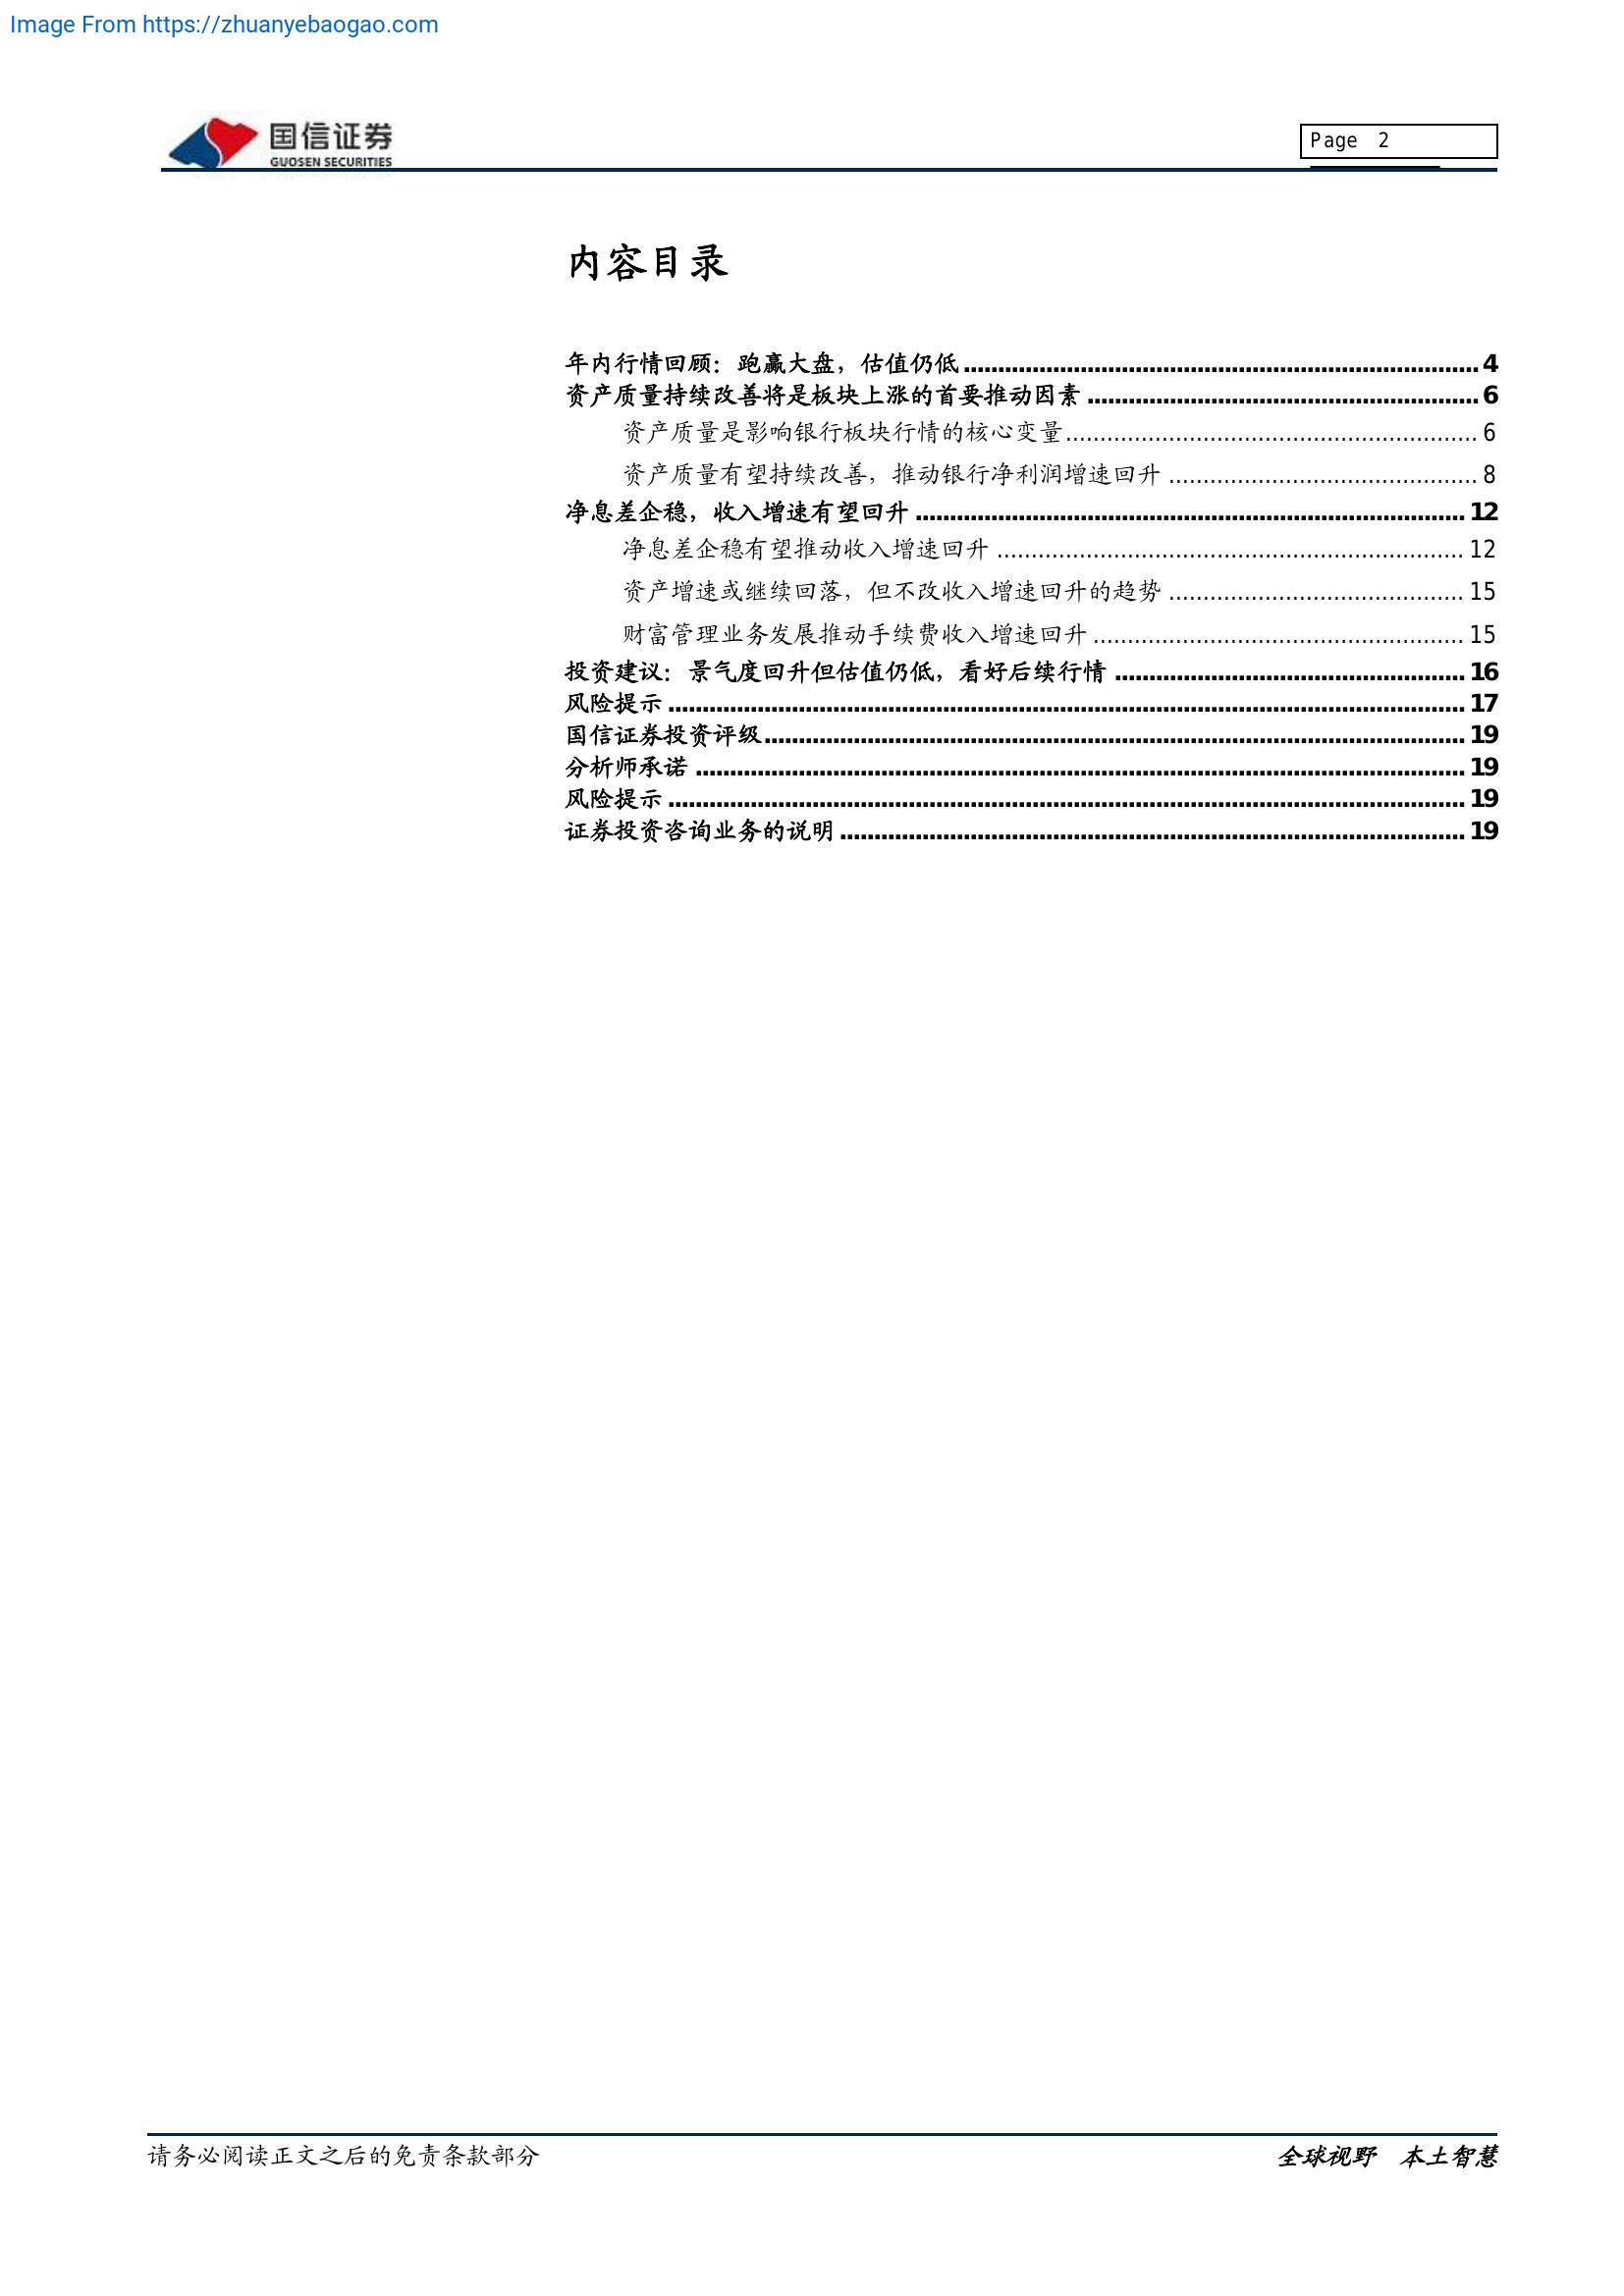 Image From https://zhuanyebaogao.com
国信证券
GUOSEN SECURITIES
Page 2
内容目录
年内行情回顾：跑赢大盘，估值仍低 4
资产质量持续改善将是板块上涨的首要推动因素 6
资产质量是影响银行板块行情的核心变量 6
资产质量有望持续改善，推动银行净利润增速回升 8
净息差企稳，收入增速有望回升 12
净息差企稳有望推动收入增速回升 12
资产增速或继续回落，但不改收入增速回升的趋势 15
财富管理业务发展推动手续费收入增速回升 15
投资建议：景气度回升但估值仍低，看好后续行情 16
风险提示 17
国信证券投资评级 19
分析师承诺 19
风险提示 19
证券投资咨询业务的说明 19
请务必阅读正文之后的免责条款部分
全球视野 本土智慧